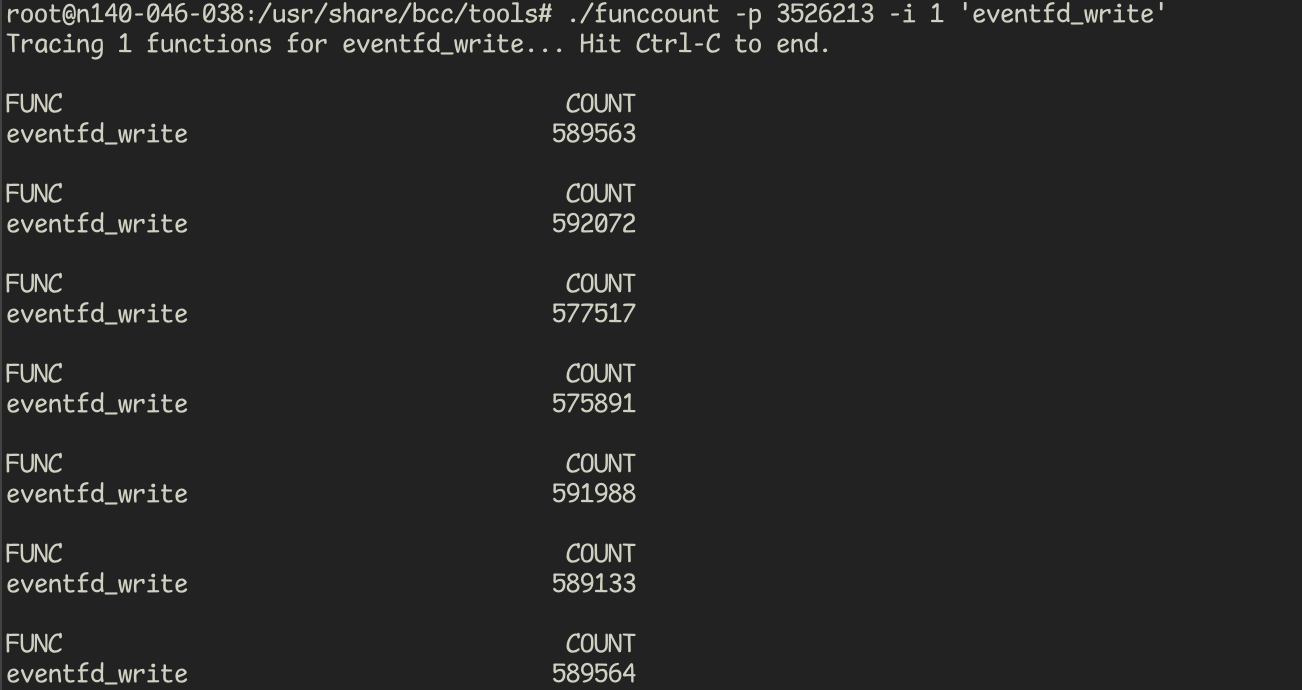 root@n140-046-038:/usr/share/bcc/tools# ./funccount -p 3526213 -i 1 'eventfd_write'
Tracing 1 functions for eventfd_write... Hit Ctrl-C to end.
FUNC COUNT
eventfd_write 589563
FUNC COUNT
eventfd_write 592072
FUNC COUNT
eventfd_write 577517
FUNC COUNT
eventfd_write 575891
FUNC COUNT
eventfd_write 591988
FUNC COUNT
eventfd_write 589133
FUNC COUNT
eventfd_write 589564